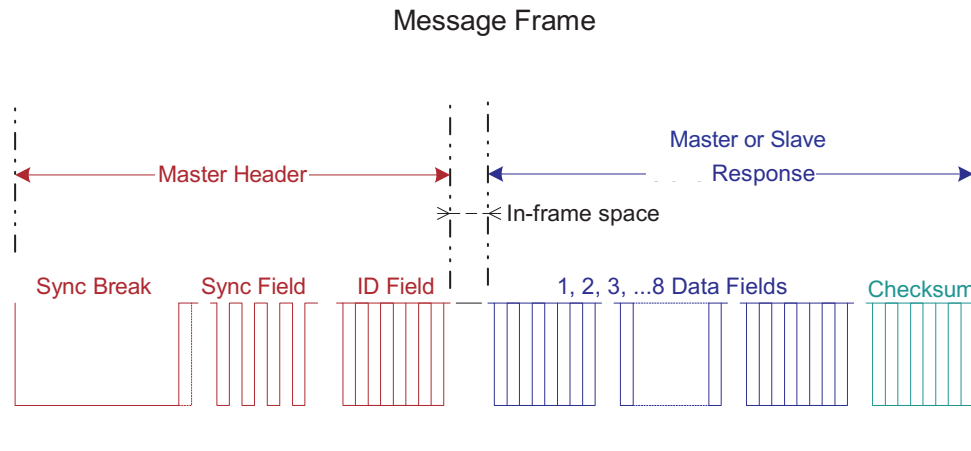 Message Frame
Master or Slave
Master Header
Response
In-frame space
Sync Break
Sync Field
ID Field
1, 2, 3, ...8 Data Fields
Checksum